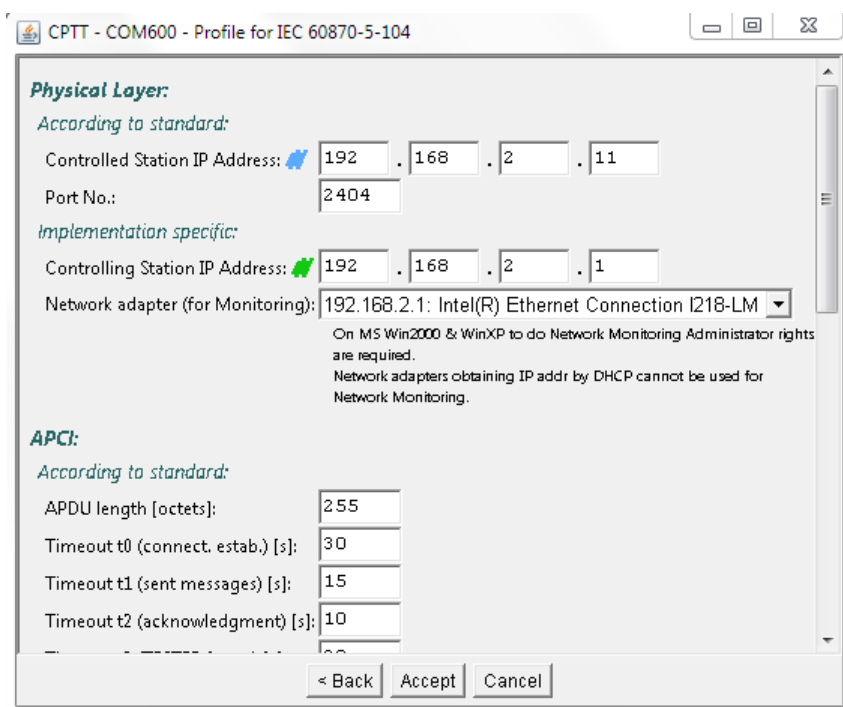 CPTT - COM600 - Profile for IEC 60870-5-104
Physical Layer:
According to standard:
Controlled Station IP Address: 192 . 168 . 2 . 11
Port No.: 2404
Implementation specific:
Controlling Station IP Address: 192 . 168 . 2 . 1
Network adapter (for Monitoring): 192.168.2.1: Intel(R) Ethernet Connection I218-LM
On MS Win2000 & WinXP to do Network Monitoring Administrator rights
are required.
Network adapters obtaining IP addr by DHCP cannot be used for
Network Monitoring.
APCI:
According to standard:
APDU length [octets]: 255
Timeout t0 (connect. estab.) [s]: 30
Timeout t1 (sent messages) [s]: 15
Timeout t2 (acknowledgment) [s]: 10
< Back Accept Cancel